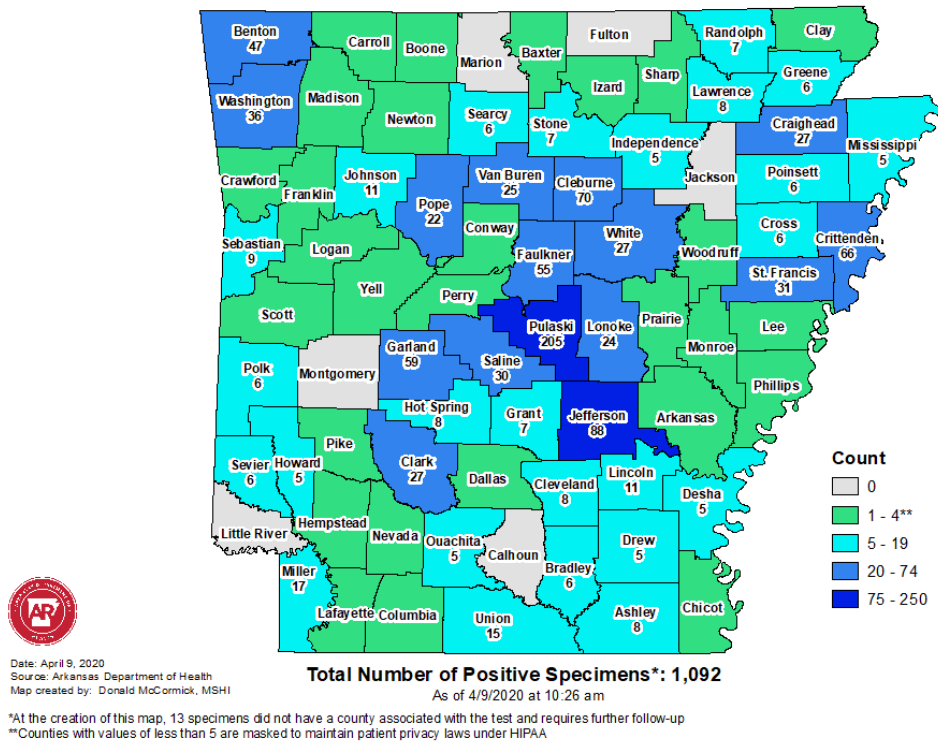 Benton
47
Carroll
Boone
Marion
Baxter
Fulton
Randolph
7
Clay
Washington
36
Madison
Newton
Searcy
6
Stone
7
Izard
Sharp
Lawrence
8
Greene
6
Craighead
27
Mississippi
5
Independence
5
Jackson
Poinsett
6
Crawford
Franklin
Johnson
11
Pope
22
Van Buren
25
Cleburne
70
Conway
White
27
Woodruff
Cross
6
Crittenden
66
Sebastian
9
Logan
Faulkner
55
St. Francis
31
Yell
Perry
Scott
Pulaski
205
Lonoke
24
Prairie
Monroe
Lee
Phillips
Polk
6
Montgomery
Garland
59
Saline
30
Hot Spring
8
Grant
7
Jefferson
88
Arkansas
Pike
Clark
27
Dallas
Cleveland
8
Lincoln
11
Desha
5
Sevier
6
Howard
5
Little River
Hempstead
Nevada
Ouachita
5
Calhoun
Bradley
6
Drew
5
Miller
17
Lafayette
Columbia
Union
15
Ashley
8
Chicot
Count
0
1 - 4**
5 - 19
20 - 74
75 - 250
AR
Date: April 9, 2020
Source: Arkansas Department of Health
Map created by: Donald McCormick, MSHI
Total Number of Positive Specimens*: 1,092
As of 4/9/2020 at 10:26 am
*At the creation of this map, 13 specimens did not have a county associated with the test and requires further follow-up
**Counties with values of less than 5 are masked to maintain patient privacy laws under HIPAA